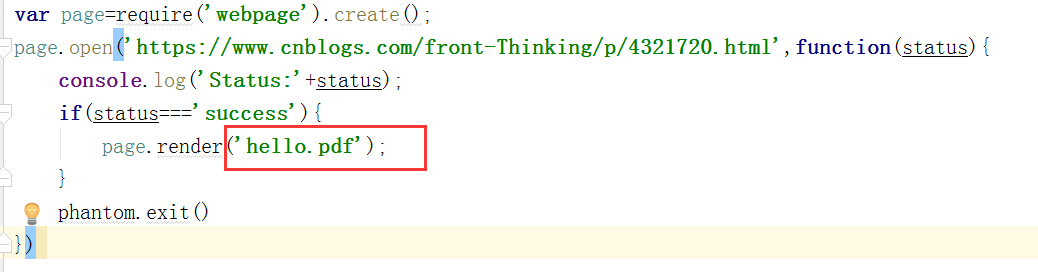 var page=require('webpage').create();
page.open('https://www.cnblogs.com/front-Thinking/p/4321720.html',function(status){
    console.log('Status:'+status);
    if(status==='success'){
        page.render('hello.pdf');
    }
    phantom.exit()
})